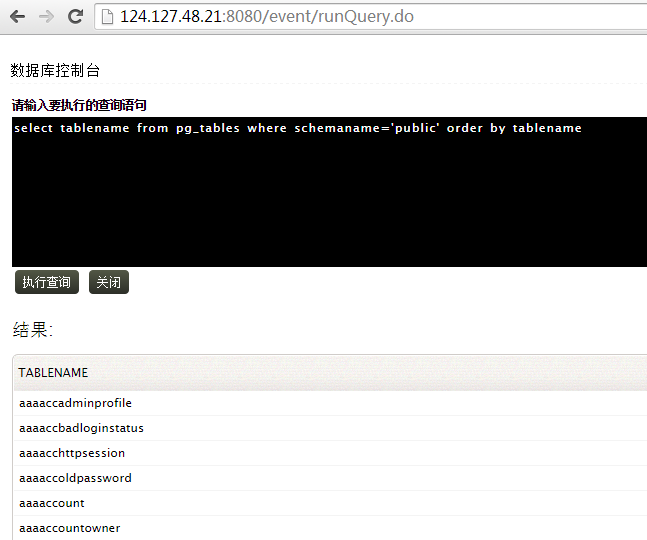 124.127.48.21:8080/event/runQuery.do
数据库控制台
请输入要执行的查询语句
select tablename from pg_tables where schemaname='public' order by tablename
执行查询 关闭
结果:
TABLENAME
aaaaccadminprofile
aaaaccbadloginstatus
aaaacchttpsession
aaaaccoldpassword
aaaaccount
aaaaccountowner